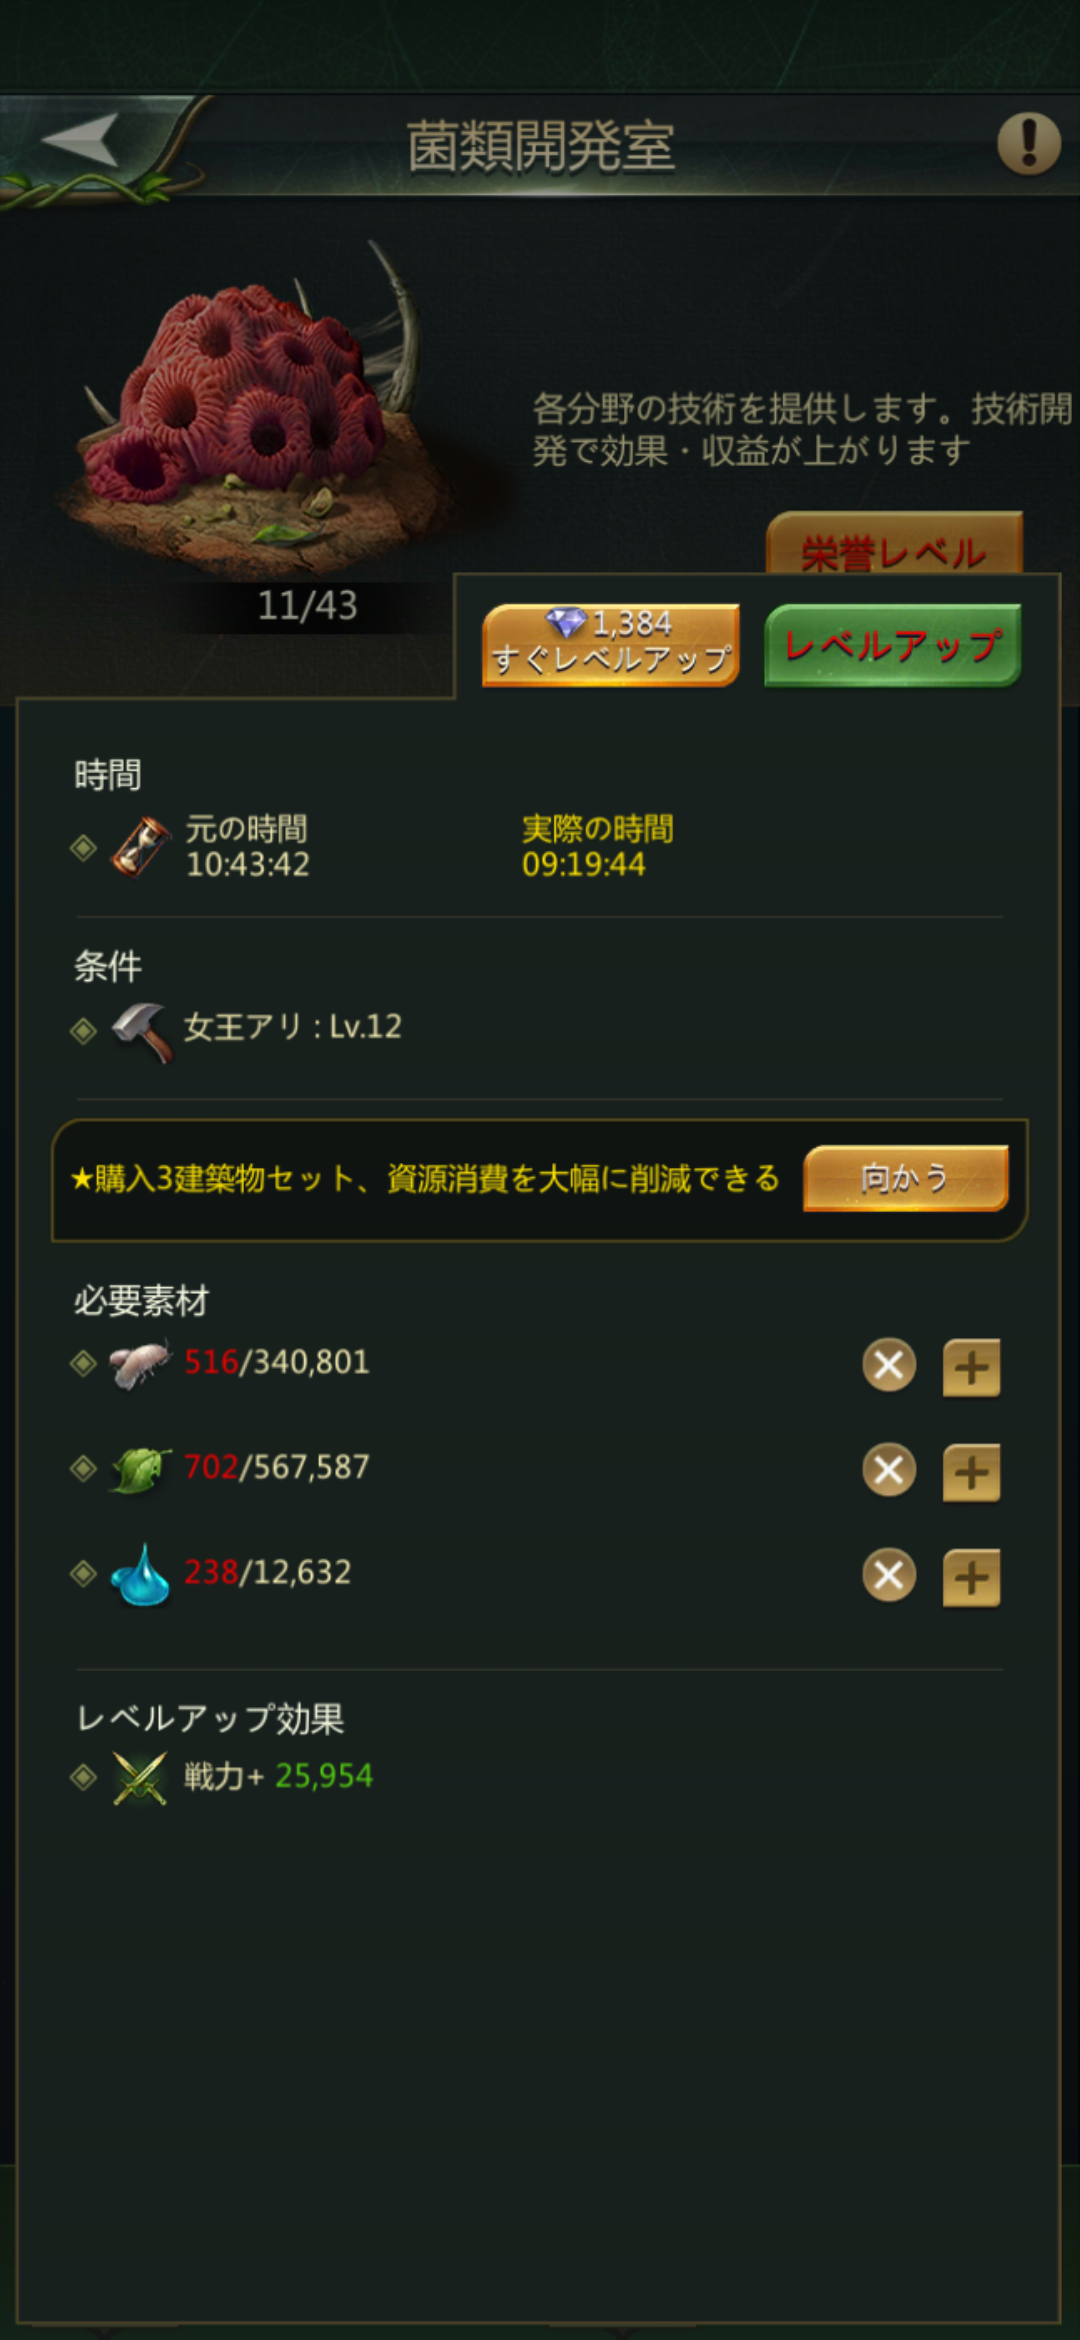 菌類開発室
各分野の技術を提供します。技術開
発で効果・収益が上がります
栄誉レベル
11/43
1,384
すぐレベルアップ
レベルアップ
時間
元の時間
10:43:42
実際の時間
09:19:44
条件
女王アリ : Lv.12
★購入3建築物セット、資源消費を大幅に削減できる
向かう
必要素材
516/340,801
702/567,587
238/12,632
レベルアップ効果
戦力+ 25,954